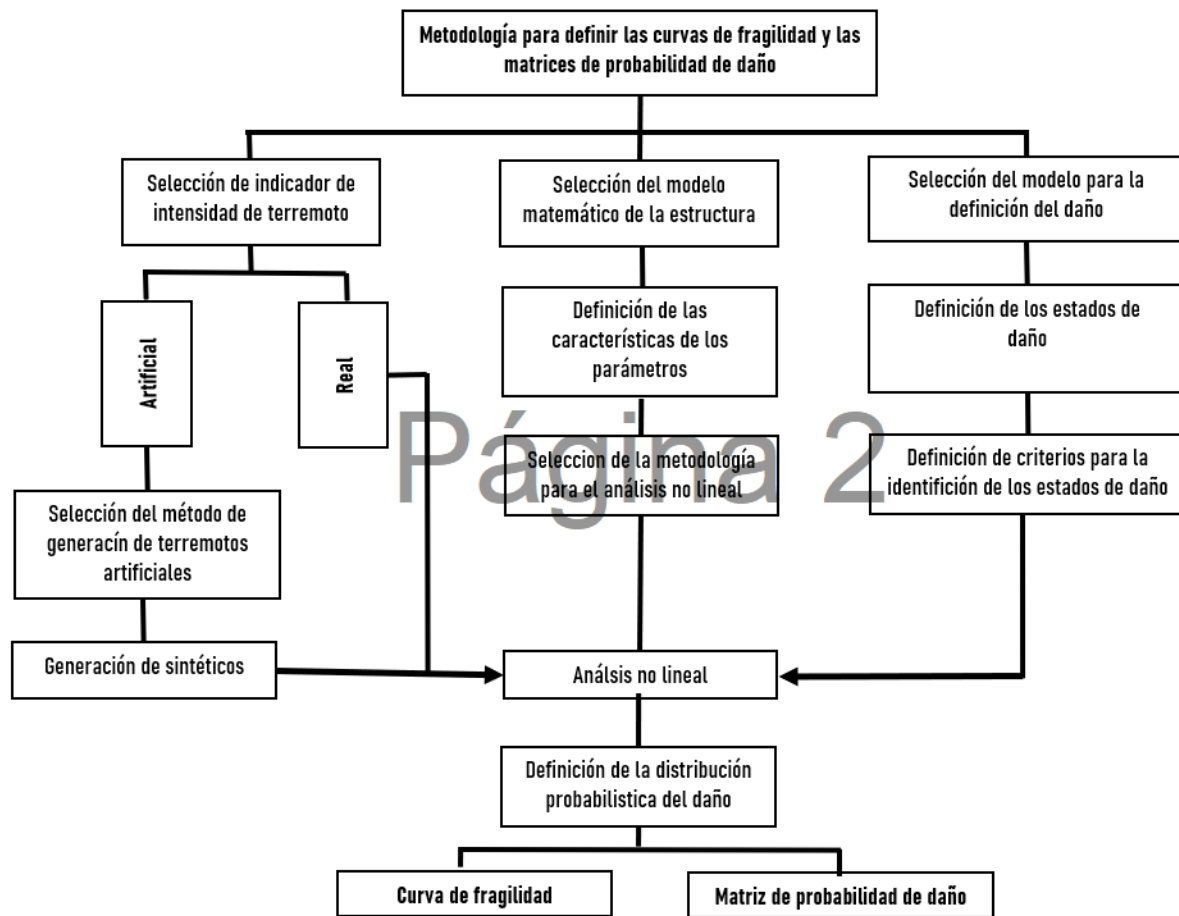 Metodología para definir las curvas de fragilidad y las
matrices de probabilidad de daño
Selección de indicador de
intensidad de terremoto
Selección del modelo
matemático de la estructura
Selección del modelo para la
definición del daño
Artificial
Real
Definición de las
características de los
parámetros
Definición de los estados de
daño
Página 2
Seleccion de la metodología
para el análisis no lineal
Definición de criterios para la
identifición de los estados de daño
Selección del método de
generacín de terremotos
artificiales
Generación de sintéticos
Análsis no lineal
Definición de la distribución
probabilistica del daño
Curva de fragilidad
Matriz de probabilidad de daño